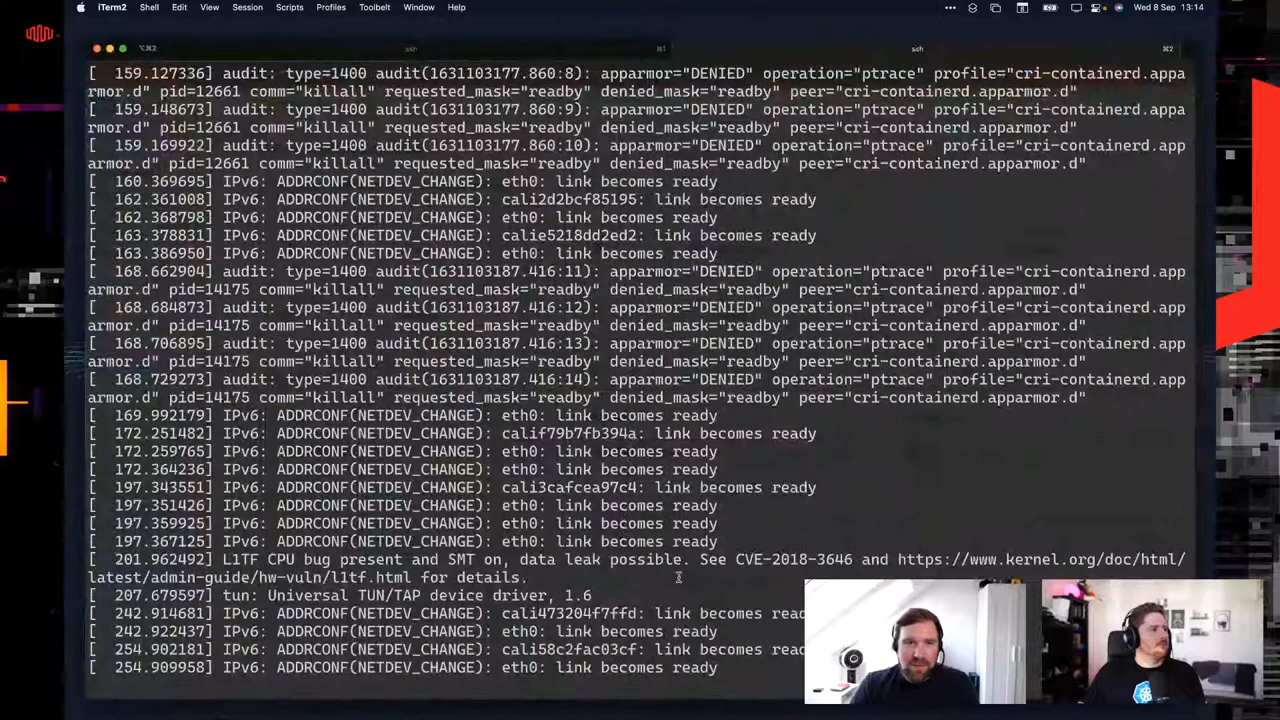 iTerm2 Shell Edit View Session Scripts Profiles Toolbelt Window Help Wed 8 Sep 13:14
⌥⌘2 ssh ⌘1 ssh ⌘2
[  159.127336] audit: type=1400 audit(1631103177.860:8): apparmor="DENIED" operation="ptrace" profile="cri-containerd.appa
rmor.d" pid=12661 comm="killall" requested_mask="readby" denied_mask="readby" peer="cri-containerd.apparmor.d"
[  159.148673] audit: type=1400 audit(1631103177.860:9): apparmor="DENIED" operation="ptrace" profile="cri-containerd.appa
rmor.d" pid=12661 comm="killall" requested_mask="readby" denied_mask="readby" peer="cri-containerd.apparmor.d"
[  159.169922] audit: type=1400 audit(1631103177.860:10): apparmor="DENIED" operation="ptrace" profile="cri-containerd.app
armor.d" pid=12661 comm="killall" requested_mask="readby" denied_mask="readby" peer="cri-containerd.apparmor.d"
[  160.369695] IPv6: ADDRCONF(NETDEV_CHANGE): eth0: link becomes ready
[  162.361008] IPv6: ADDRCONF(NETDEV_CHANGE): cali2d2bcf85195: link becomes ready
[  162.368798] IPv6: ADDRCONF(NETDEV_CHANGE): eth0: link becomes ready
[  163.378831] IPv6: ADDRCONF(NETDEV_CHANGE): calie5218dd2ed2: link becomes ready
[  163.386950] IPv6: ADDRCONF(NETDEV_CHANGE): eth0: link becomes ready
[  168.662904] audit: type=1400 audit(1631103187.416:11): apparmor="DENIED" operation="ptrace" profile="cri-containerd.app
armor.d" pid=14175 comm="killall" requested_mask="readby" denied_mask="readby" peer="cri-containerd.apparmor.d"
[  168.684873] audit: type=1400 audit(1631103187.416:12): apparmor="DENIED" operation="ptrace" profile="cri-containerd.app
armor.d" pid=14175 comm="killall" requested_mask="readby" denied_mask="readby" peer="cri-containerd.apparmor.d"
[  168.706895] audit: type=1400 audit(1631103187.416:13): apparmor="DENIED" operation="ptrace" profile="cri-containerd.app
armor.d" pid=14175 comm="killall" requested_mask="readby" denied_mask="readby" peer="cri-containerd.apparmor.d"
[  168.729273] audit: type=1400 audit(1631103187.416:14): apparmor="DENIED" operation="ptrace" profile="cri-containerd.app
armor.d" pid=14175 comm="killall" requested_mask="readby" denied_mask="readby" peer="cri-containerd.apparmor.d"
[  169.992179] IPv6: ADDRCONF(NETDEV_CHANGE): eth0: link becomes ready
[  172.251482] IPv6: ADDRCONF(NETDEV_CHANGE): calif79b7fb394a: link becomes ready
[  172.259765] IPv6: ADDRCONF(NETDEV_CHANGE): eth0: link becomes ready
[  172.364236] IPv6: ADDRCONF(NETDEV_CHANGE): eth0: link becomes ready
[  197.343551] IPv6: ADDRCONF(NETDEV_CHANGE): cali3cafcea97c4: link becomes ready
[  197.351426] IPv6: ADDRCONF(NETDEV_CHANGE): eth0: link becomes ready
[  197.359925] IPv6: ADDRCONF(NETDEV_CHANGE): eth0: link becomes ready
[  197.367125] IPv6: ADDRCONF(NETDEV_CHANGE): eth0: link becomes ready
[  201.962492] L1TF CPU bug present and SMT on, data leak possible. See CVE-2018-3646 and https://www.kernel.org/doc/html/
latest/admin-guide/hw-vuln/l1tf.html for details.
[  207.679597] tun: Universal TUN/TAP device driver, 1.6
[  242.914681] IPv6: ADDRCONF(NETDEV_CHANGE): cali473204f7ffd: link becomes rea
[  242.922437] IPv6: ADDRCONF(NETDEV_CHANGE): eth0: link becomes ready
[  254.902181] IPv6: ADDRCONF(NETDEV_CHANGE): cali58c2fac03cf: link becomes rea
[  254.909958] IPv6: ADDRCONF(NETDEV_CHANGE): eth0: link becomes ready